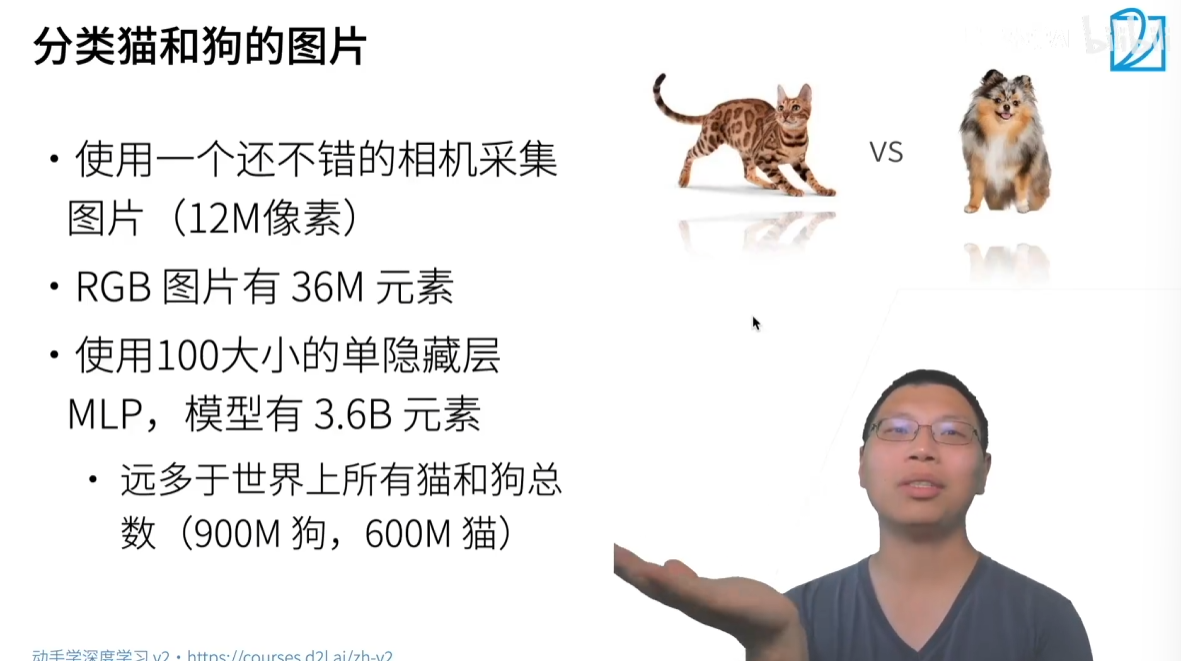 分类猫和狗的图片
• 使用一个还不错的相机采集
图片（12M像素）
• RGB 图片有 36M 元素
• 使用100大小的单隐藏层
MLP，模型有 3.6B 元素
• 远多于世界上所有猫和狗总
数（900M 狗，600M 猫）
VS
bilibili
动手学深度学习 v2 • https://courses.d2l.ai/zh-v2